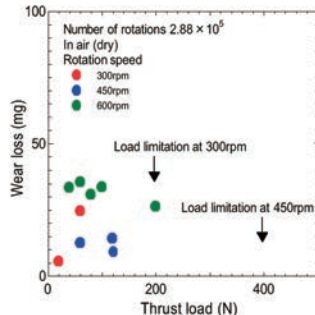 100
Number of rotations 2.88 × 10⁵
In air (dry)
Rotation speed
300rpm
450rpm
600rpm
Wear loss (mg)
50
Load limitation at 300rpm
Load limitation at 450rpm
0
0
200
400
Thrust load (N)